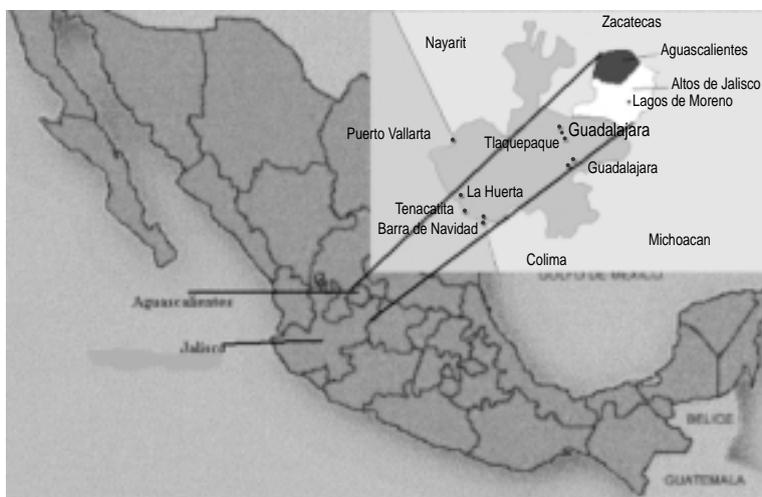 Zacatecas
Nayarit
Aguascalientes
Altos de Jalisco
Lagos de Moreno
Puerto Vallarta
Guadalajara
Tlaquepaque
Guadalajara
La Huerta
Tenacatita
Barra de Navidad
Michoacan
Colima
GOLFO DE MEXICO
Aguascalientes
Jalisco
BELICE
GUATEMALA